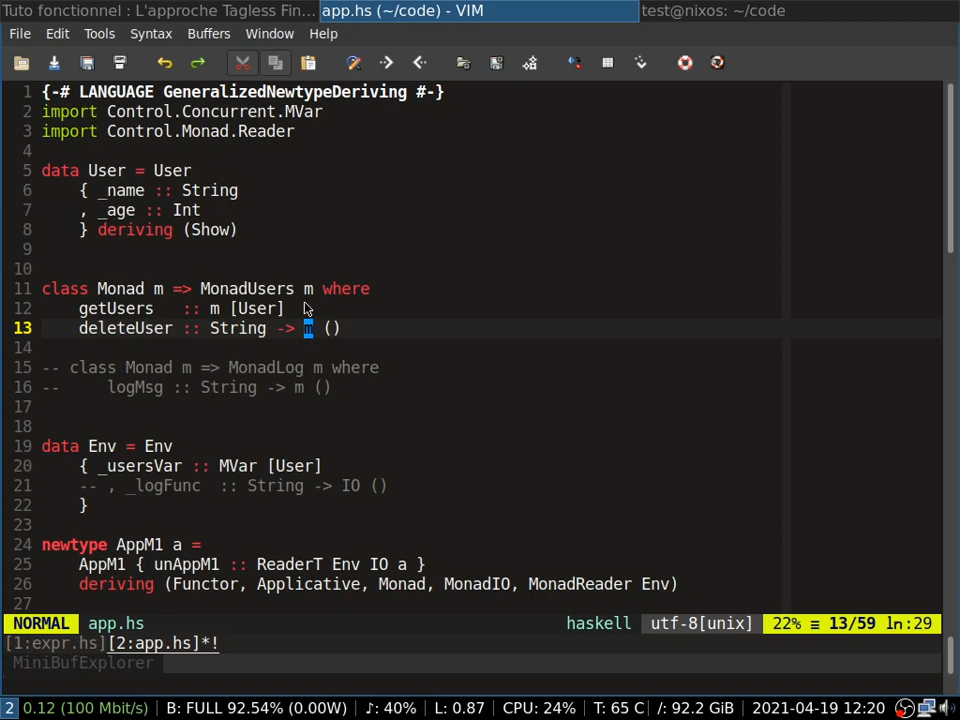 Tuto fonctionnel : L'approche Tagless Fin... app.hs (~/code) - VIM test@nixos: ~/code
File Edit Tools Syntax Buffers Window Help
1 {-# LANGUAGE GeneralizedNewtypeDeriving #-}
2 import Control.Concurrent.MVar
3 import Control.Monad.Reader
4
5 data User = User
6     { _name :: String
7     , _age :: Int
8     } deriving (Show)
9
10
11 class Monad m => MonadUsers m where
12     getUsers   :: m [User]
13     deleteUser :: String -> m ()
14
15 -- class Monad m => MonadLog m where
16 --     logMsg :: String -> m ()
17
18
19 data Env = Env
20     { _usersVar :: MVar [User]
21     -- , _logFunc  :: String -> IO ()
22     }
23
24 newtype AppM1 a =
25     AppM1 { unAppM1 :: ReaderT Env IO a }
26     deriving (Functor, Applicative, Monad, MonadIO, MonadReader Env)
27
NORMAL app.hs haskell utf-8[unix] 22% ≡ 13/59 ln:29
[1:expr.hs][2:app.hs]*!
MiniBufExplorer
2 0.12 (100 Mbit/s) B: FULL 92.54% (0.00W) ♪: 40% L: 0.87 CPU: 24% T: 65 C /: 92.2 GiB 2021-04-19 12:20